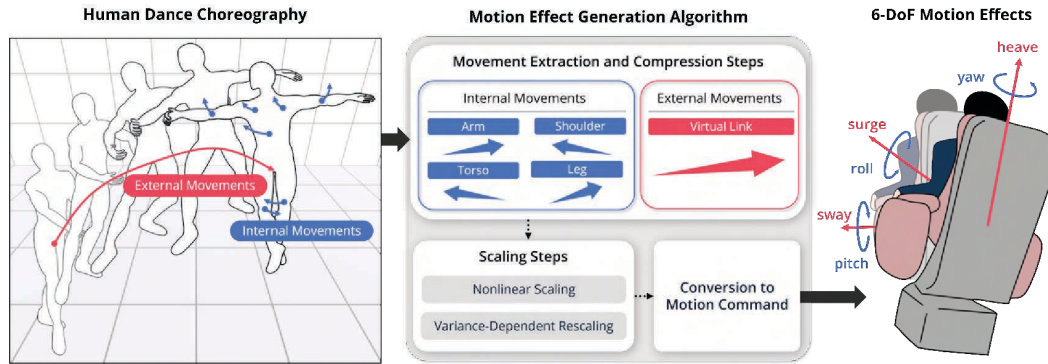 Human Dance Choreography
External Movements
Internal Movements
Motion Effect Generation Algorithm
Movement Extraction and Compression Steps
Internal Movements
Arm
Shoulder
Torso
Leg
External Movements
Virtual Link
Scaling Steps
Nonlinear Scaling
Variance-Dependent Rescaling
Conversion to
Motion Command
6-DoF Motion Effects
heave
yaw
surge
roll
sway
pitch